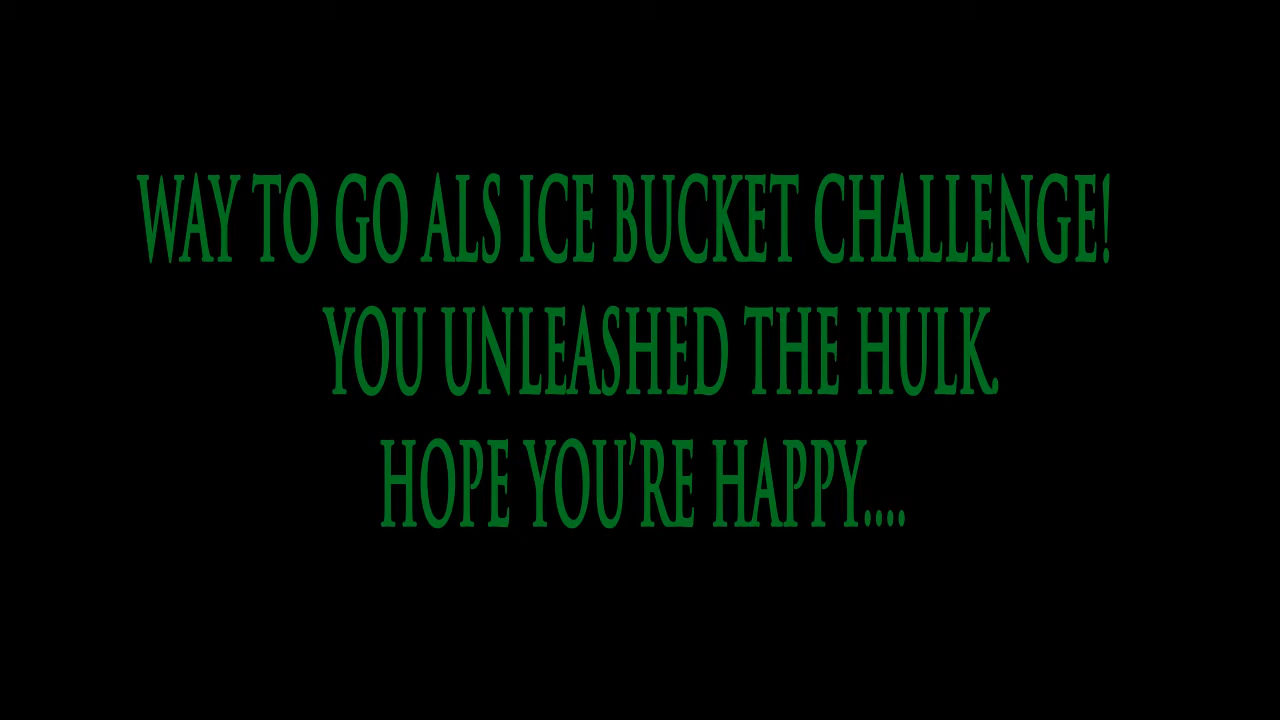 WAY TO GO ALS ICE BUCKET CHALLENGE!
YOU UNLEASHED THE HULK.
HOPE YOU'RE HAPPY....